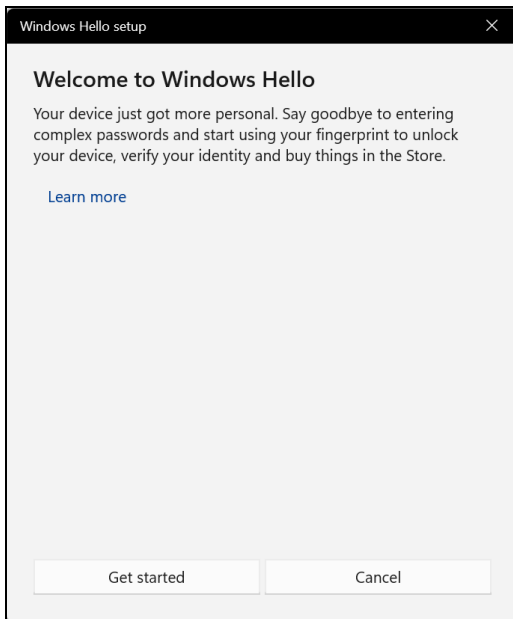 Windows Hello setup
Welcome to Windows Hello
Your device just got more personal. Say goodbye to entering
complex passwords and start using your fingerprint to unlock
your device, verify your identity and buy things in the Store.
Learn more
Get started
Cancel